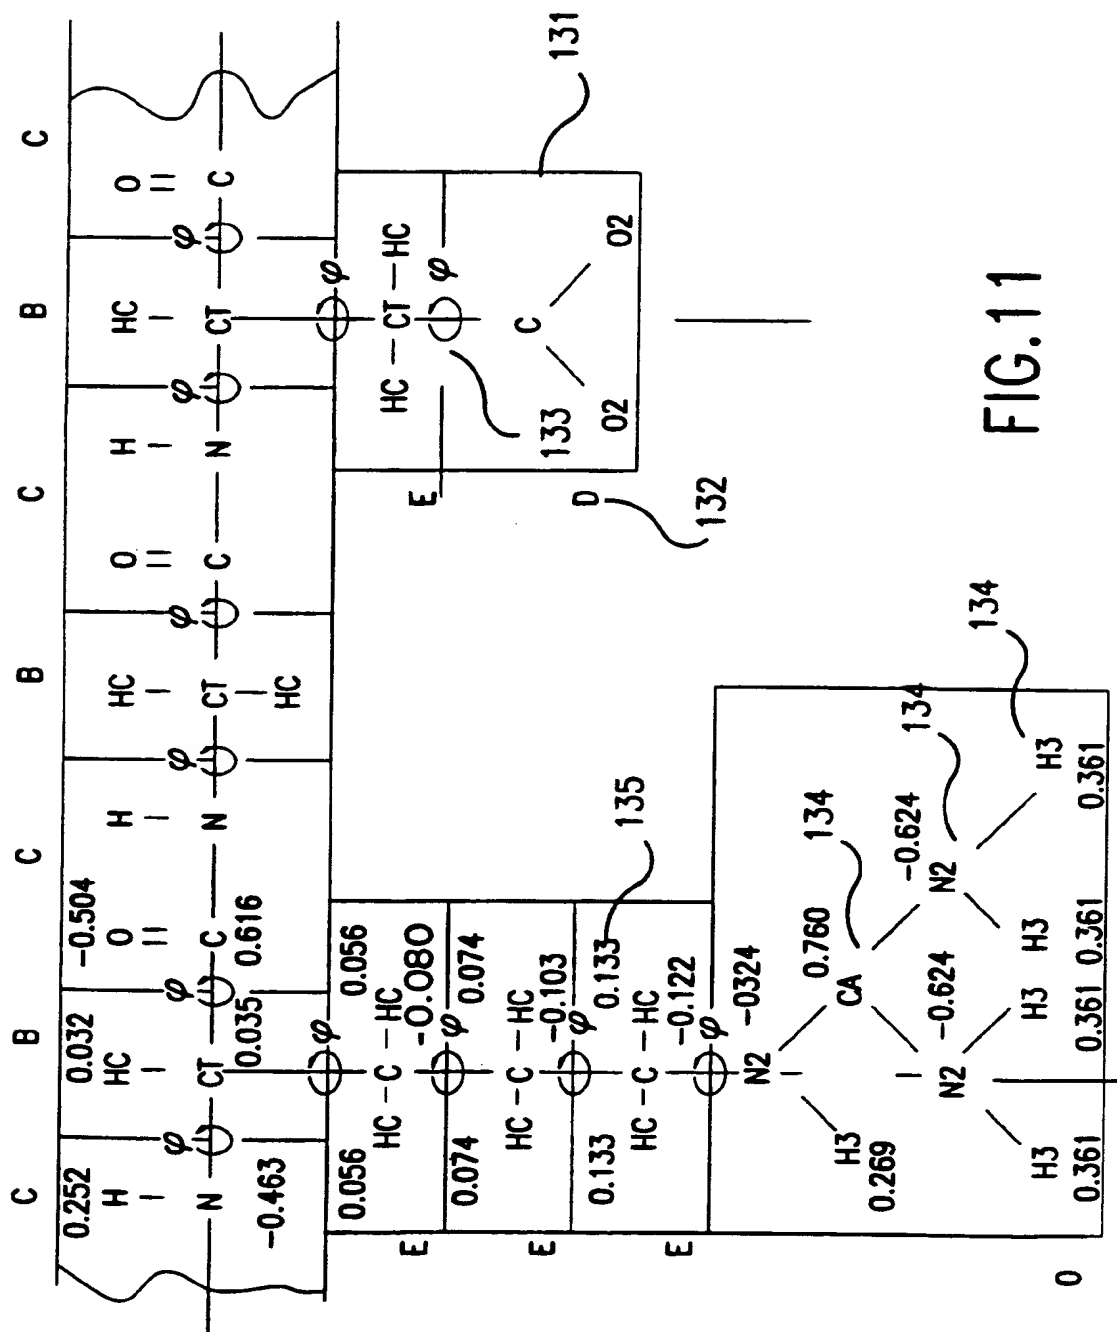 C B C B C B C
0.252 0.032 -0.504
H HC O H HC O H HC O
φ φ φ φ φ φ
N CT C N CT C N CT C
0.035 0.616
-0.463 HC
φ φ
0.056 0.056
HC-C-HC HC-CT-HC
E -0.080 E
φ φ
0.074 0.074
HC-C-HC C
E -0.103 131
φ 133
0.133 0.133 D
O2 O2
135 132
HC-C-HC
E -0.122
φ
-0324
N2
0.760 134
H3 CA
0.269
-0.624 -0.624 134
N2 N2
134
H3 H3 H3 H3
0.361 0.361 0.361 0.361
O
FIG.11